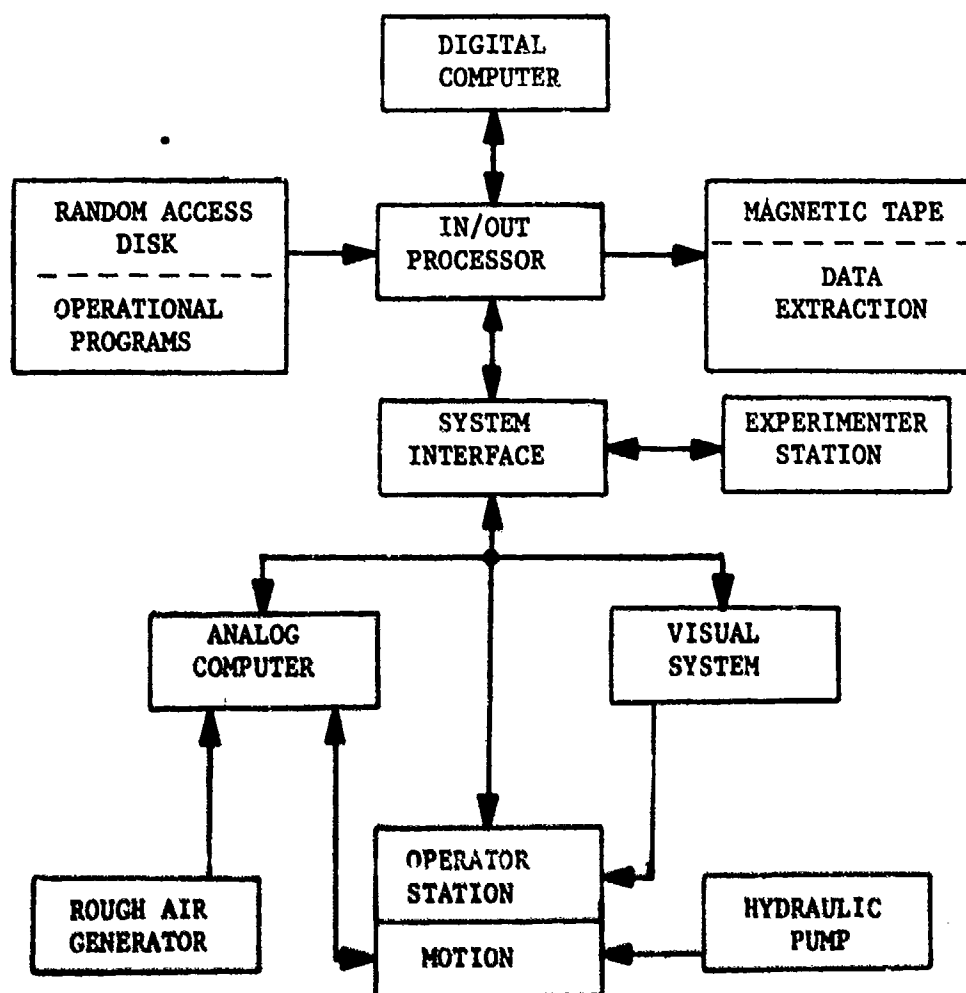 DIGITAL
COMPUTER
RANDOM ACCESS
DISK
OPERATIONAL
PROGRAMS
IN/OUT
PROCESSOR
MAGNETIC TAPE
DATA
EXTRACTION
SYSTEM
INTERFACE
EXPERIMENTER
STATION
ANALOG
COMPUTER
VISUAL
SYSTEM
OPERATOR
STATION
MOTION
ROUGH AIR
GENERATOR
HYDRAULIC
PUMP